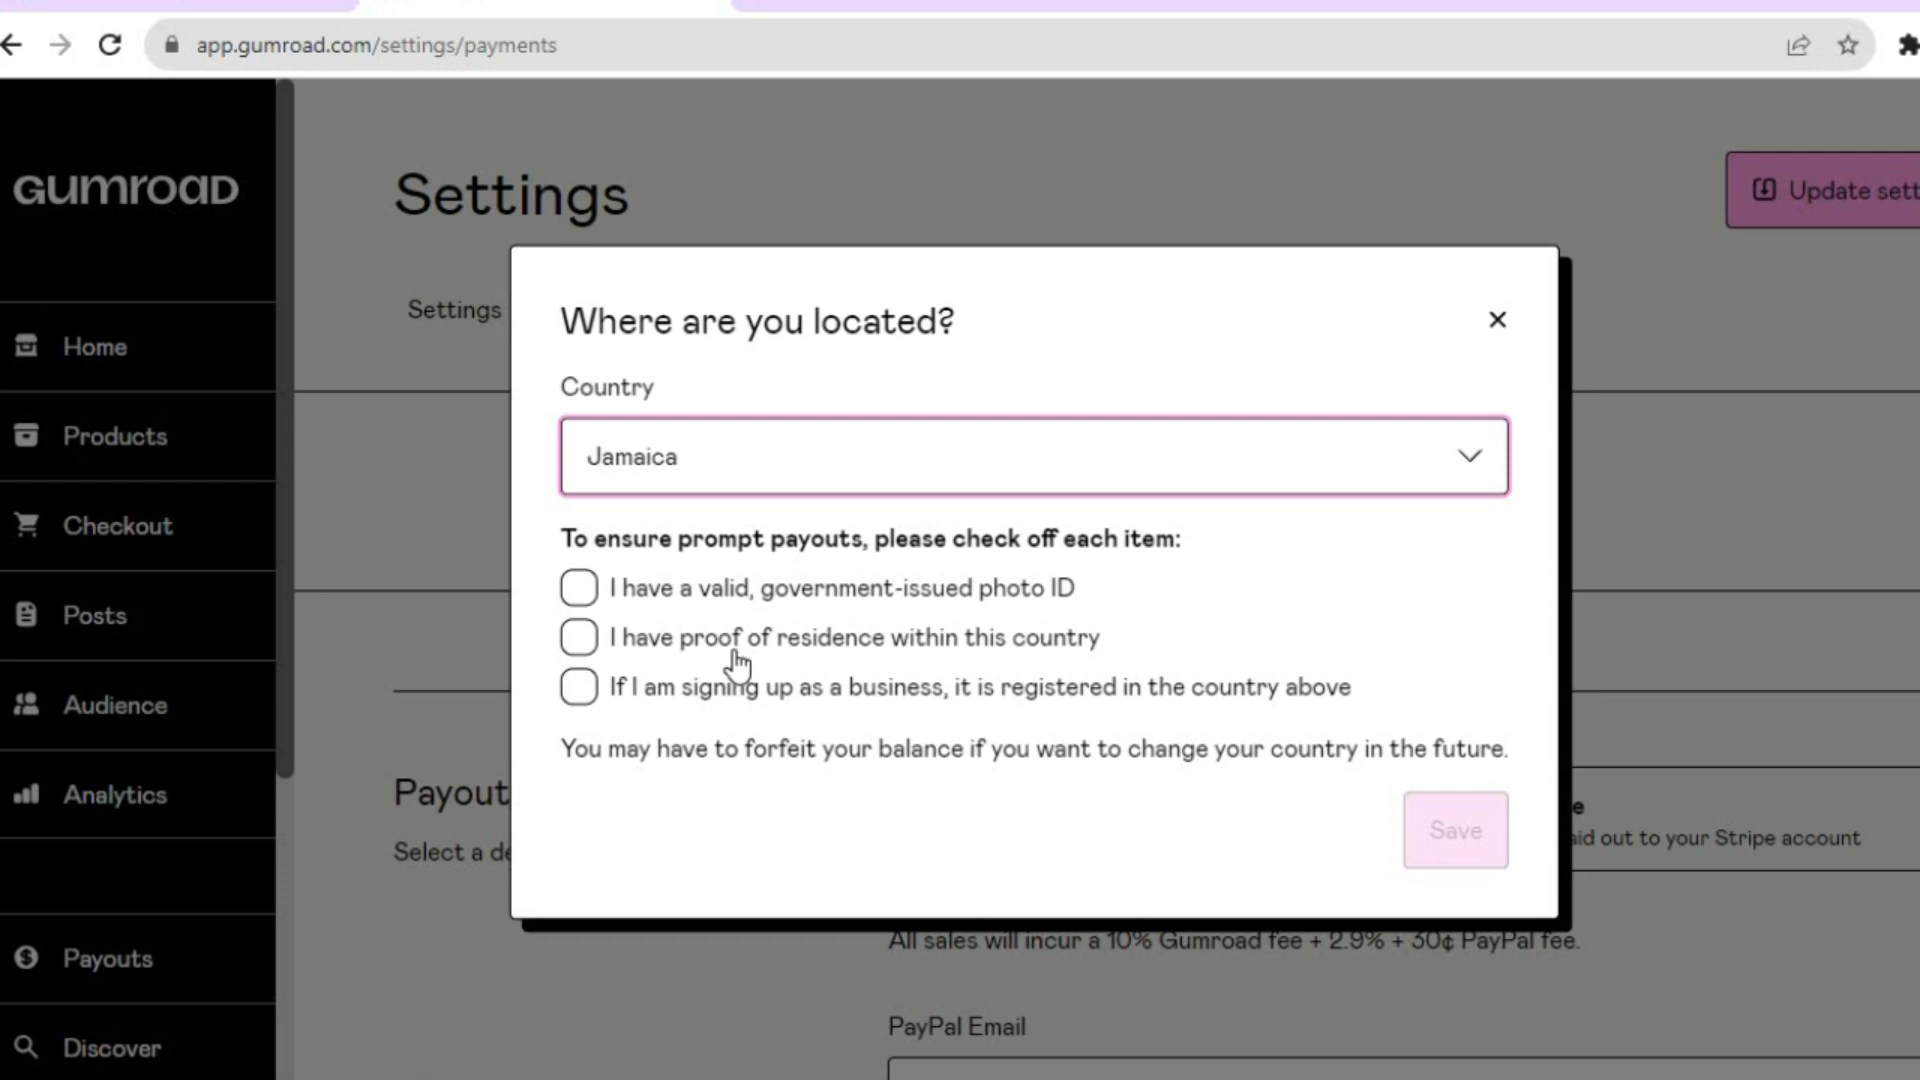 app.gumroad.com/settings/payments
GUMROAD
Settings
Update
Settings
Where are you located?
Home
Country
Products
Jamaica
Checkout
To ensure prompt payouts, please check off each item:
I have a valid, government-issued photo ID
Posts
I have proof of residence within this country
Audience
If I am signing up as a business, it is registered in the country above
You may have to forfeit your balance if you want to change your country in the future.
Analytics
Payout
Save
Select a
out to your Stripe account
All sales will incur a 10% Gumroad fee + 2.9% + 30¢ PayPal fee.
Payouts
PayPal Email
Discover